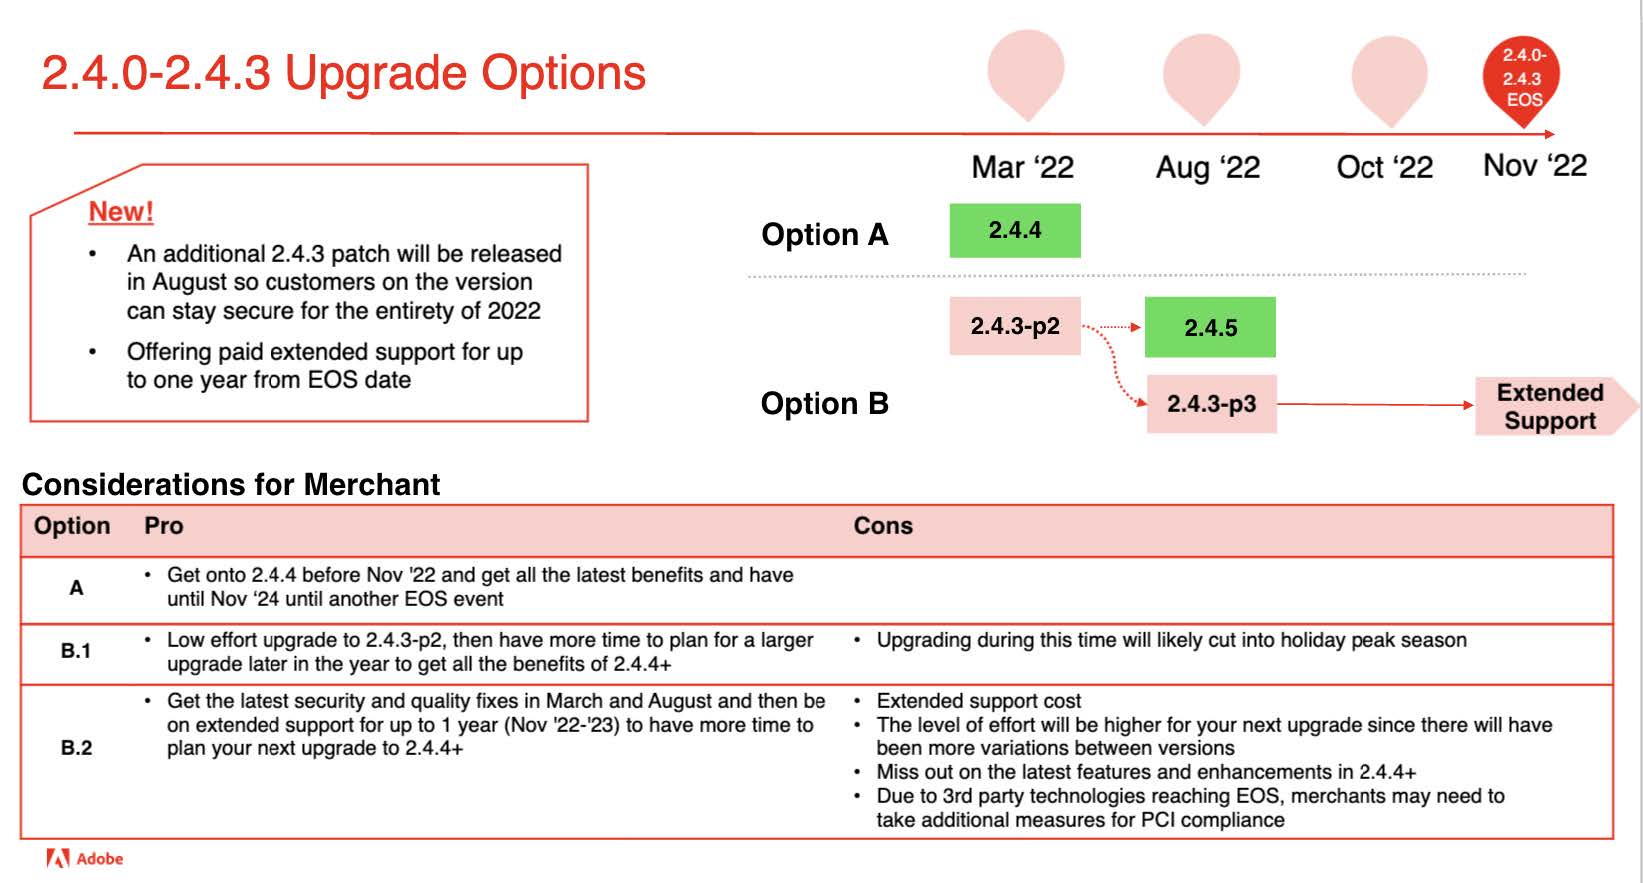 2.4.0-2.4.3 Upgrade Options
2.4.0-
2.4.3
EOS
Mar ‘22
Aug ‘22
Oct ‘22
Nov ‘22
New!
• An additional 2.4.3 patch will be released
in August so customers on the version
can stay secure for the entirety of 2022
• Offering paid extended support for up
to one year from EOS date
Option A
2.4.4
2.4.3-p2
2.4.5
Option B
2.4.3-p3
Extended
Support
Considerations for Merchant
Option Pro Cons
A
• Get onto 2.4.4 before Nov '22 and get all the latest benefits and have
until Nov ‘24 until another EOS event
B.1
• Low effort upgrade to 2.4.3-p2, then have more time to plan for a larger
upgrade later in the year to get all the benefits of 2.4.4+
• Upgrading during this time will likely cut into holiday peak season
B.2
• Get the latest security and quality fixes in March and August and then be
on extended support for up to 1 year (Nov '22-'23) to have more time to
plan your next upgrade to 2.4.4+
• Extended support cost
• The level of effort will be higher for your next upgrade since there will have
been more variations between versions
• Miss out on the latest features and enhancements in 2.4.4+
• Due to 3rd party technologies reaching EOS, merchants may need to
take additional measures for PCI compliance
Adobe